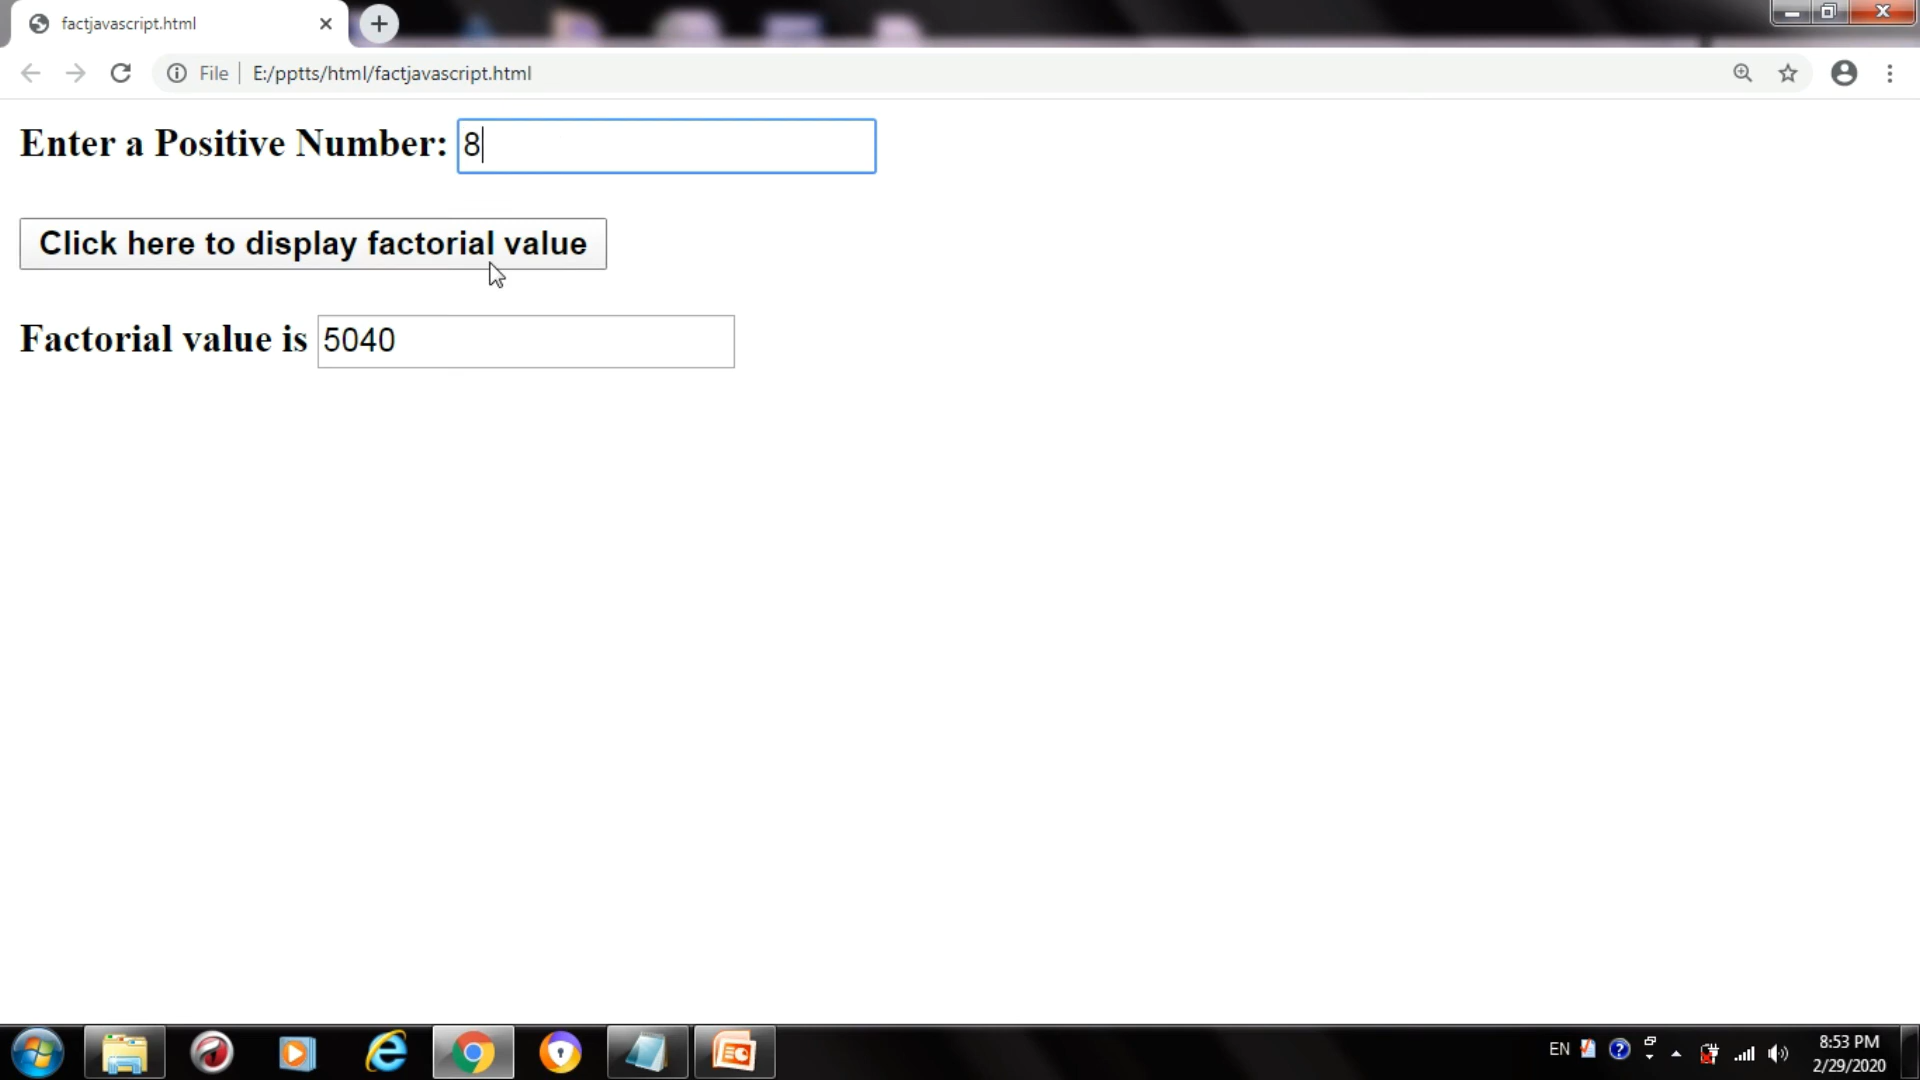 factjavascript.html
File E:/pptts/html/factjavascript.html
Enter a Positive Number: 8
Click here to display factorial value
Factorial value is 5040
EN
8:53 PM
2/29/2020